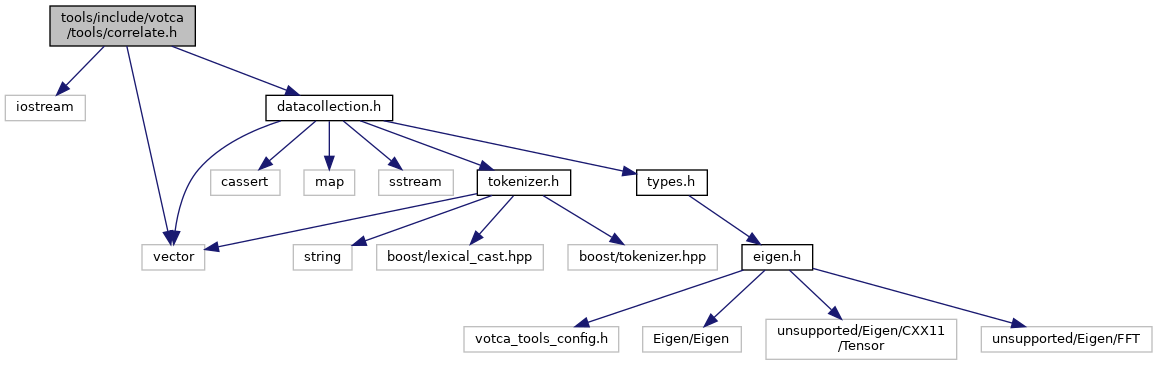 tools/include/votca
/tools/correlate.h
iostream
datacollection.h
cassert
map
sstream
tokenizer.h
types.h
vector
string
boost/lexical_cast.hpp
boost/tokenizer.hpp
eigen.h
votca_tools_config.h
Eigen/Eigen
unsupported/Eigen/CXX11
/Tensor
unsupported/Eigen/FFT